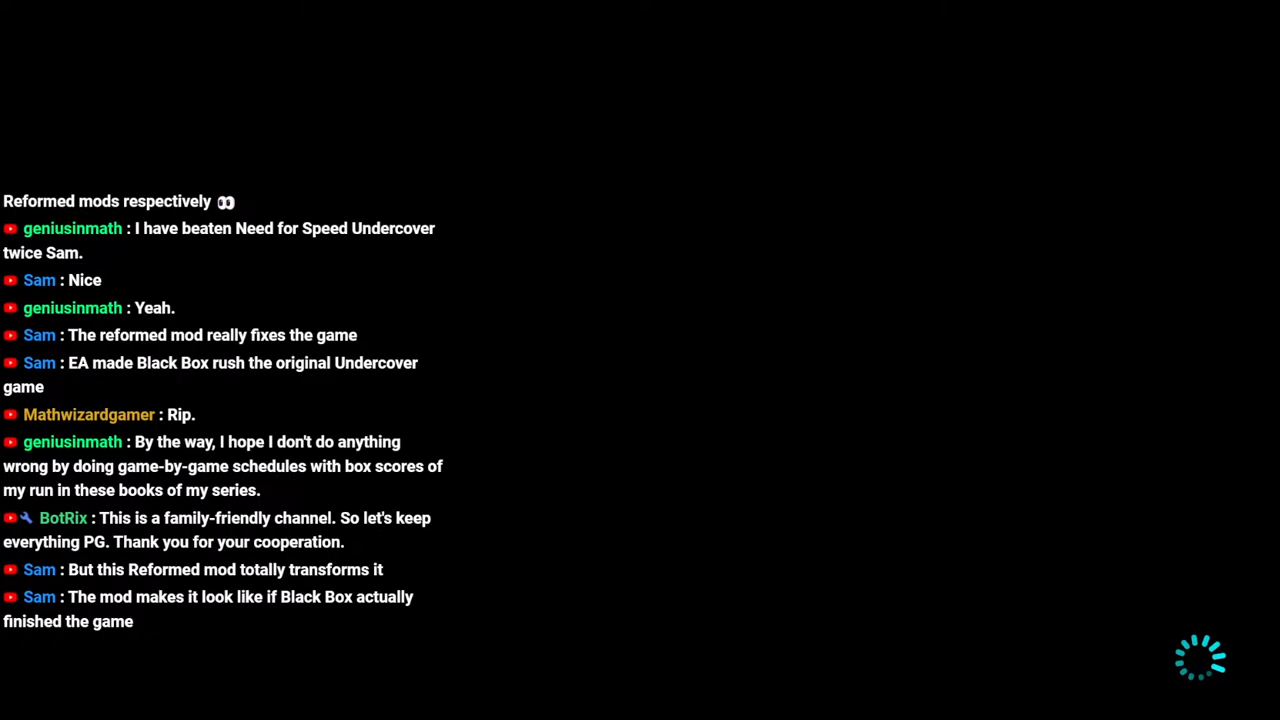 Reformed mods respectively 👀
geniusinmath : I have beaten Need for Speed Undercover
twice Sam.
Sam : Nice
geniusinmath : Yeah.
Sam : The reformed mod really fixes the game
Sam : EA made Black Box rush the original Undercover
game
Mathwizardgamer : Rip.
geniusinmath : By the way, I hope I don't do anything
wrong by doing game-by-game schedules with box scores of
my run in these books of my series.
BotRix : This is a family-friendly channel. So let's keep
everything PG. Thank you for your cooperation.
Sam : But this Reformed mod totally transforms it
Sam : The mod makes it look like if Black Box actually
finished the game